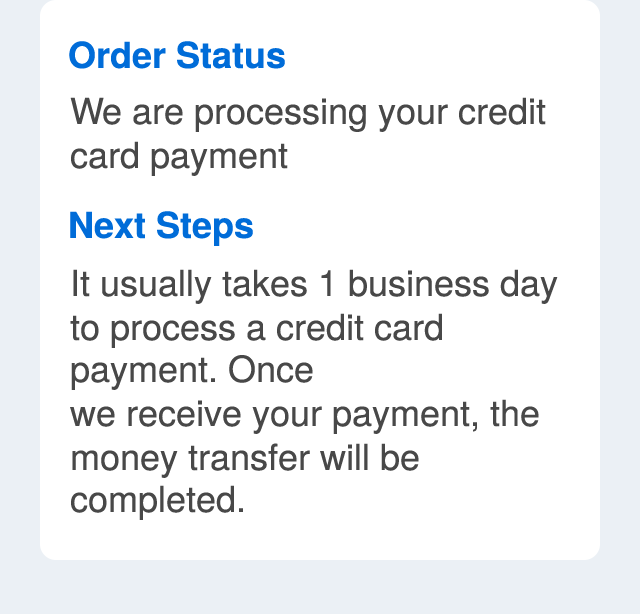 Order Status
We are processing your credit
card payment
Next Steps
It usually takes 1 business day
to process a credit card
payment. Once
we receive your payment, the
money transfer will be
completed.